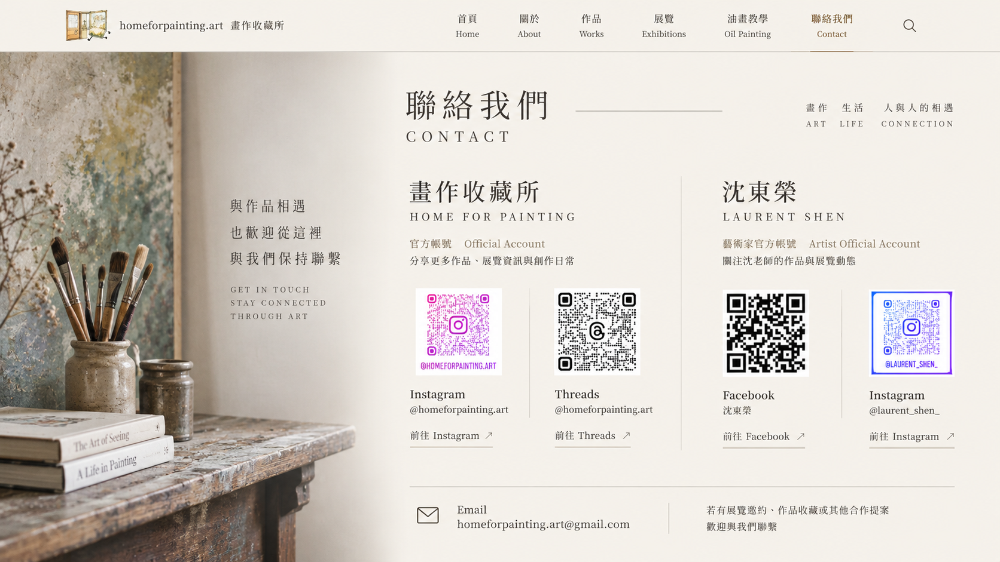 homeforpainting.art 畫作收藏所
首頁
Home
關於
About
作品
Works
展覽
Exhibitions
油畫教學
Oil Painting
聯絡我們
Contact
聯絡我們
CONTACT
畫作 生活 人與人的相遇
ART LIFE CONNECTION
與作品相遇
也歡迎從這裡
與我們保持聯繫
GET IN TOUCH
STAY CONNECTED
THROUGH ART
The Art of Seeing
A Life in Painting
畫作收藏所
HOME FOR PAINTING
官方帳號 Official Account
分享更多作品、展覽資訊與創作日常
@HOMEFORPAINTING.ART
Instagram
@homeforpainting.art
前往 Instagram ↗
Threads
@homeforpainting.art
前往 Threads ↗
沈東榮
LAURENT SHEN
藝術家官方帳號 Artist Official Account
關注沈老師的作品與展覽動態
Facebook
沈東榮
前往 Facebook ↗
@LAURENT_SHEN_
Instagram
@laurent_shen_
前往 Instagram ↗
Email
homeforpainting.art@gmail.com
若有展覽邀約、作品收藏或其他合作提案
歡迎與我們聯繫